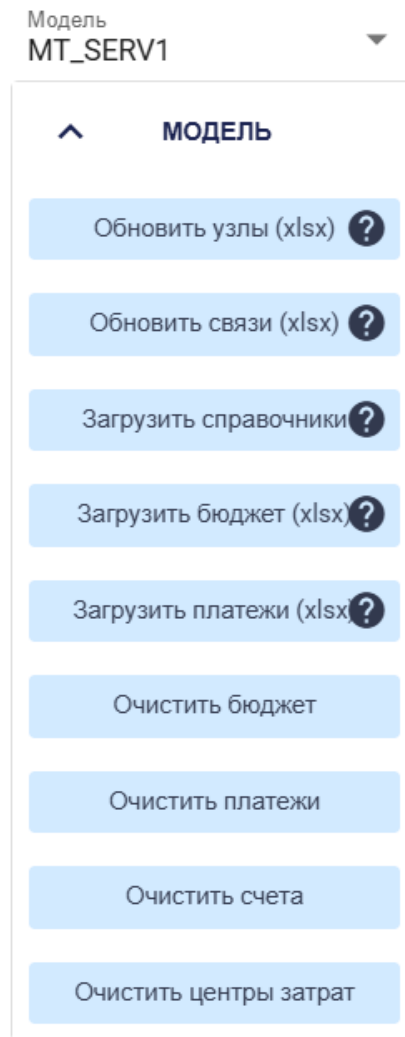 Модель
MT_SERV1
МОДЕЛЬ
Обновить узлы (xlsx) ?
Обновить связи (xlsx) ?
Загрузить справочники ?
Загрузить бюджет (xlsx) ?
Загрузить платежи (xlsx) ?
Очистить бюджет
Очистить платежи
Очистить счета
Очистить центры затрат